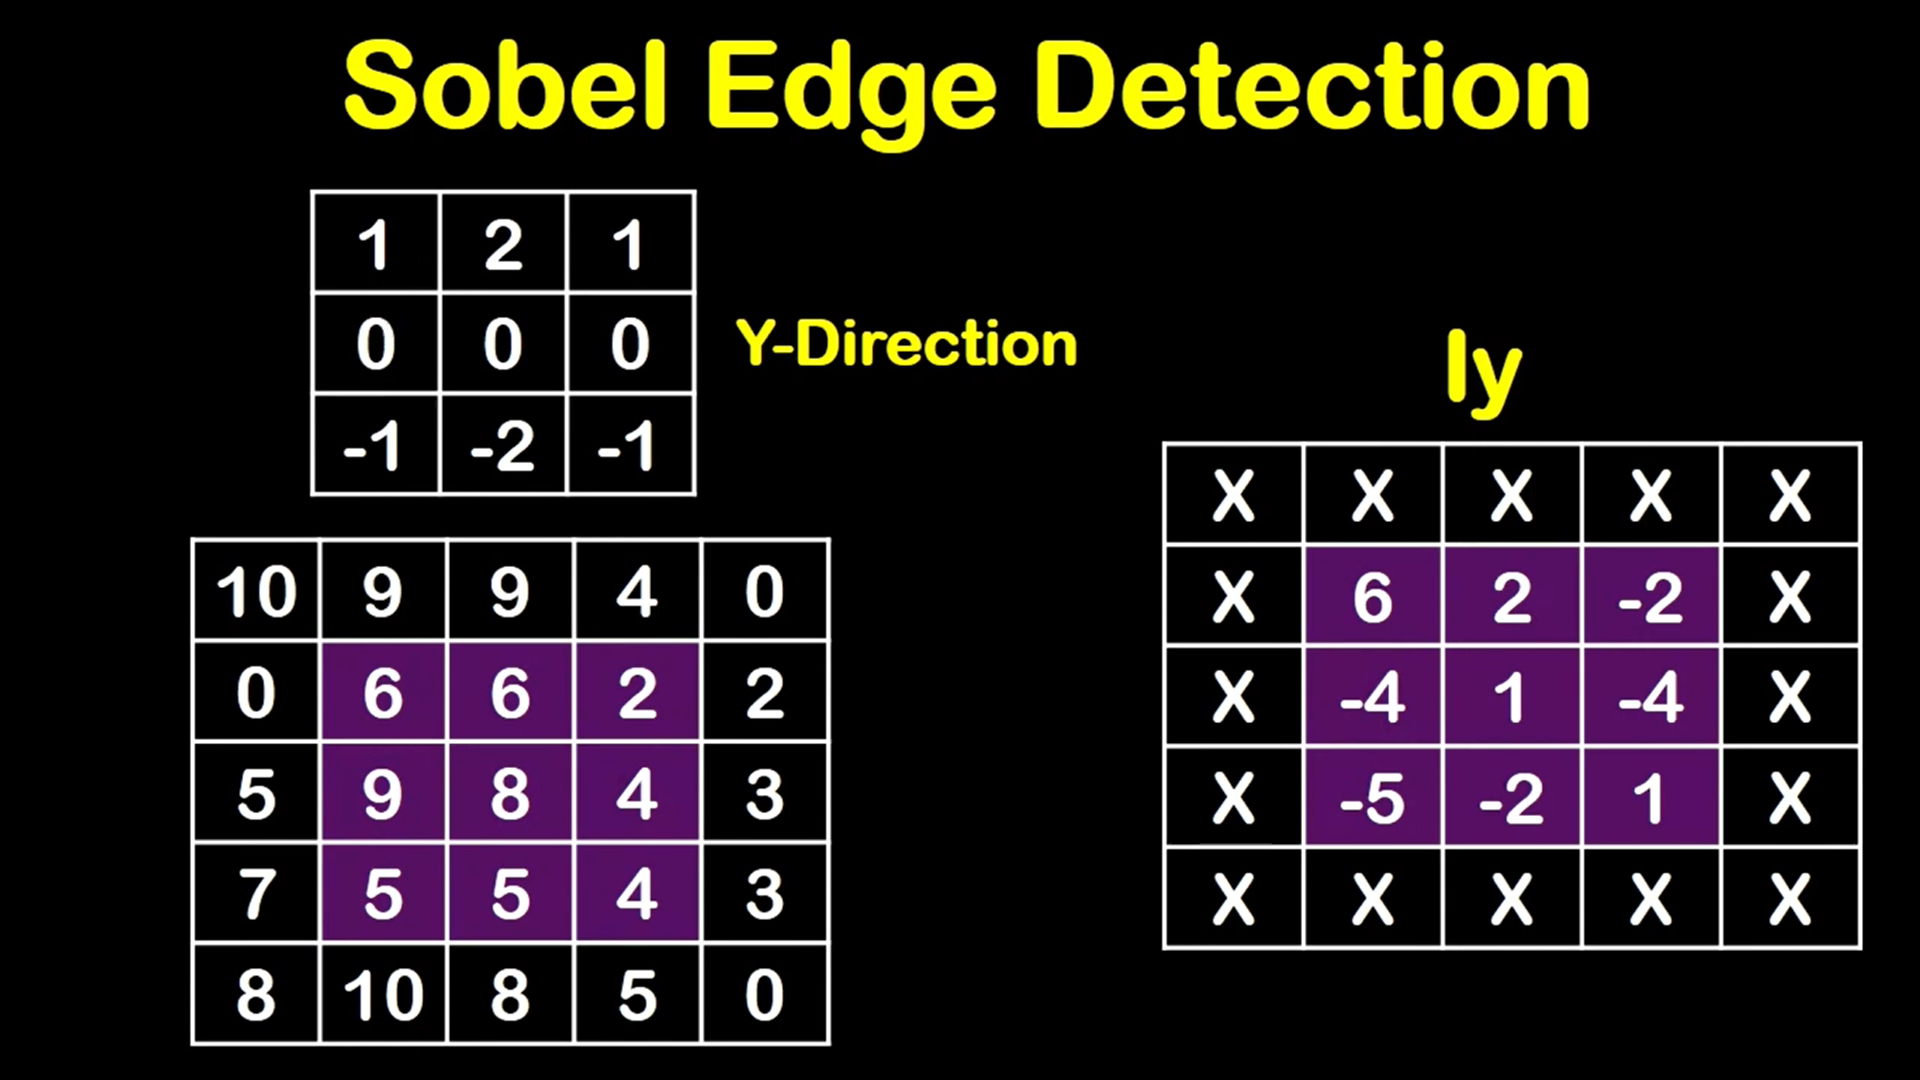 Sobel Edge Detection
1 2 1
0 0 0
-1 -2 -1
Y-Direction
Iy
10 9 9 4 0
0 6 6 2 2
5 9 8 4 3
7 5 5 4 3
8 10 8 5 0
X X X X X
X 6 2 -2 X
X -4 1 -4 X
X -5 -2 1 X
X X X X X